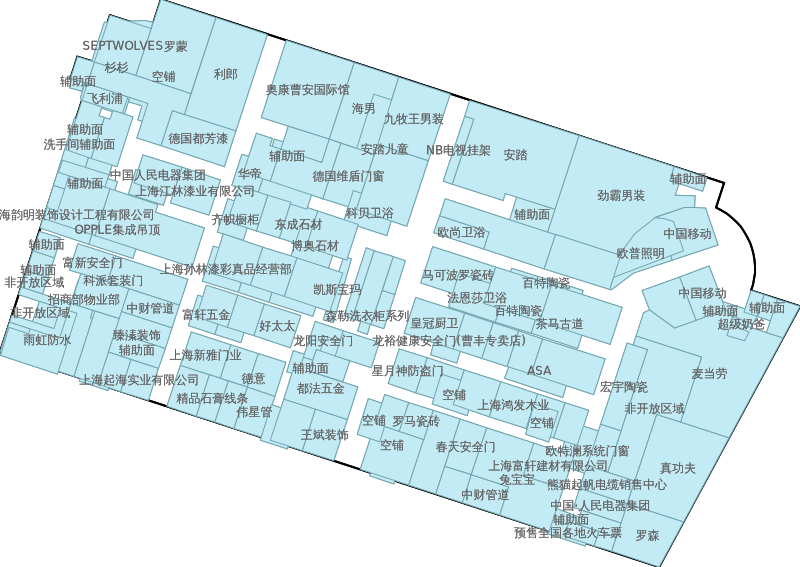 SEPTWOLVES罗蒙
杉杉
空铺
利郎
辅助面
飞利浦
奥康曹安国际馆
海男
九牧王男装
辅助面
洗手间辅助面
德国都芳漆
安踏儿童
NB电视挂架
安踏
辅助面
中国人民电器集团
华帝
德国维盾门窗
辅助面
辅助面
上海江林漆业有限公司
劲霸男装
海韵明装饰设计工程有限公司
齐帜橱柜
东成石材
科贝卫浴
辅助面
OPPLE集成吊顶
欧尚卫浴
中国移动
辅助面
博奥石材
欧普照明
富新安全门
辅助面
上海孙林漆彩真品经营部
马可波罗瓷砖
非开放区域
科派套装门
凯斯宝玛
百特陶瓷
中国移动
招商部物业部
法恩莎卫浴
中财管道
辅助面
辅助面
非开放区域
富轩五金
森勒洗衣柜系列
百特陶瓷
好太太
皇冠厨卫
茶马古道
超级奶爸
雨虹防水
臻溱装饰
龙阳安全门
龙裕健康安全门(曹丰专卖店)
辅助面
上海新雅门业
辅助面
星月神防盗门
ASA
麦当劳
上海起海实业有限公司
德意
都法五金
宏宇陶瓷
精品石膏线条
空铺
上海鸿发木业
非开放区域
伟星管
空铺
罗马瓷砖
空铺
王斌装饰
空铺
春天安全门
欧特澜系统门窗
上海富轩建材有限公司
真功夫
兔宝宝
熊猫起帆电缆销售中心
中财管道
中国·人民电器集团
辅助面
预售全国各地火车票
罗森